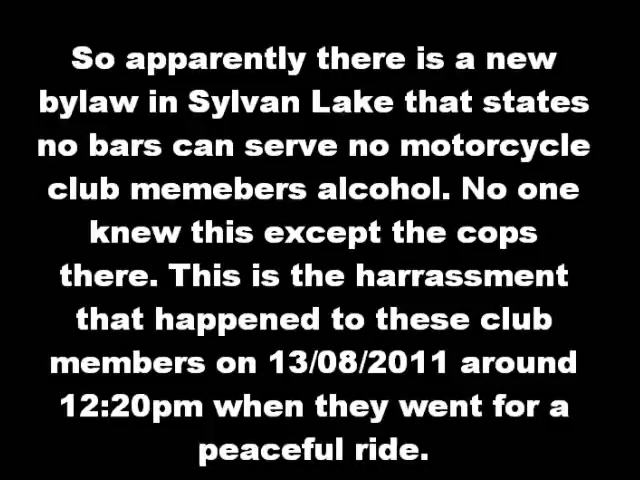 So apparently there is a new
bylaw in Sylvan Lake that states
no bars can serve no motorcycle
club memebers alcohol. No one
knew this except the cops
there. This is the harrassment
that happened to these club
members on 13/08/2011 around
12:20pm when they went for a
peaceful ride.